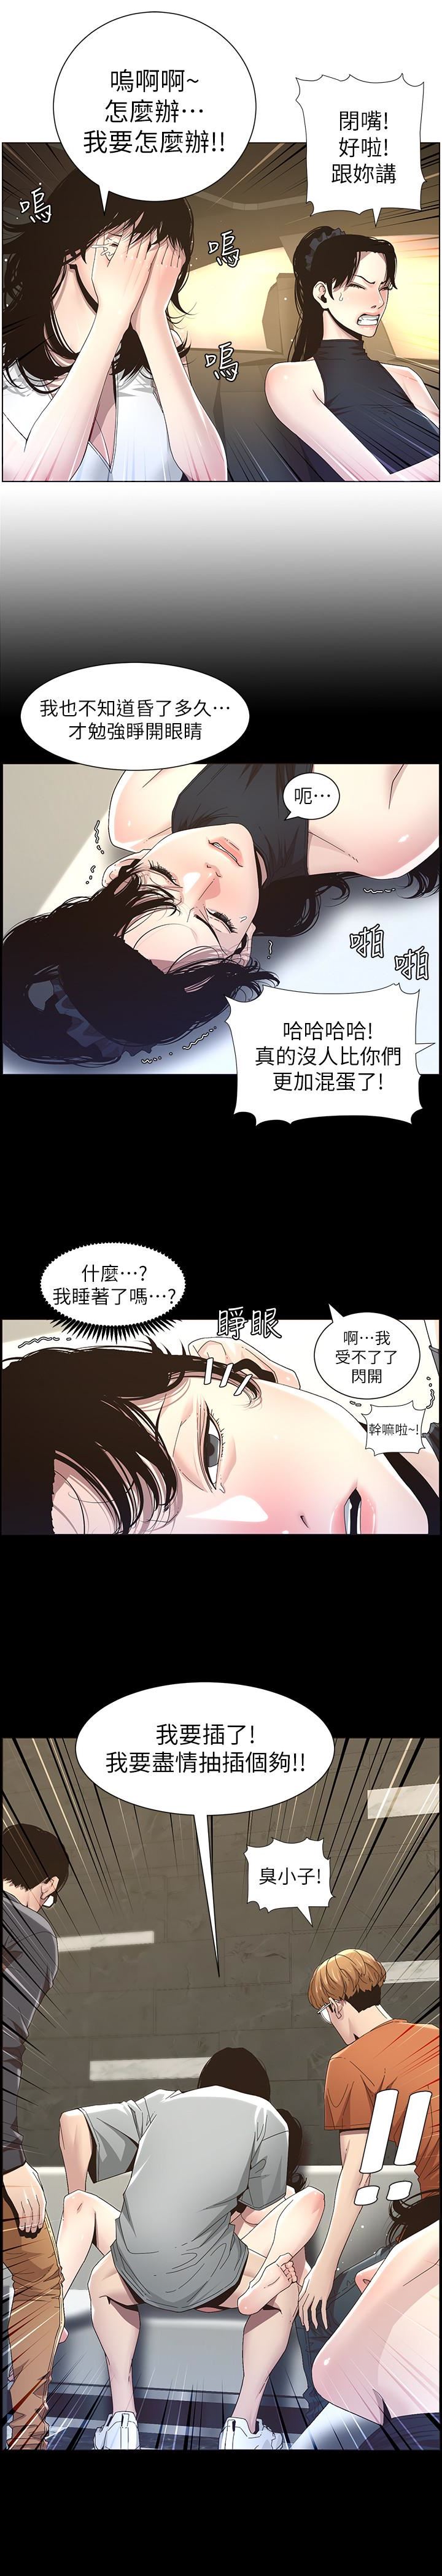 嗚啊啊~
怎麼辦…
我要怎麼辦!!
閉嘴!
好啦!
跟妳講
嗚
嗚
嗚
我也不知道昏了多久…
才勉強睜開眼睛
呃…
啪
啪
哈哈哈哈!
真的沒人比你們
更加混蛋了!
什麼…?
我睡著了嗎…?
睜眼
啊…我
受不了了
閃開
幹嘛啦~!
我要插了!
我要盡情抽插個夠!!
臭小子!
!!